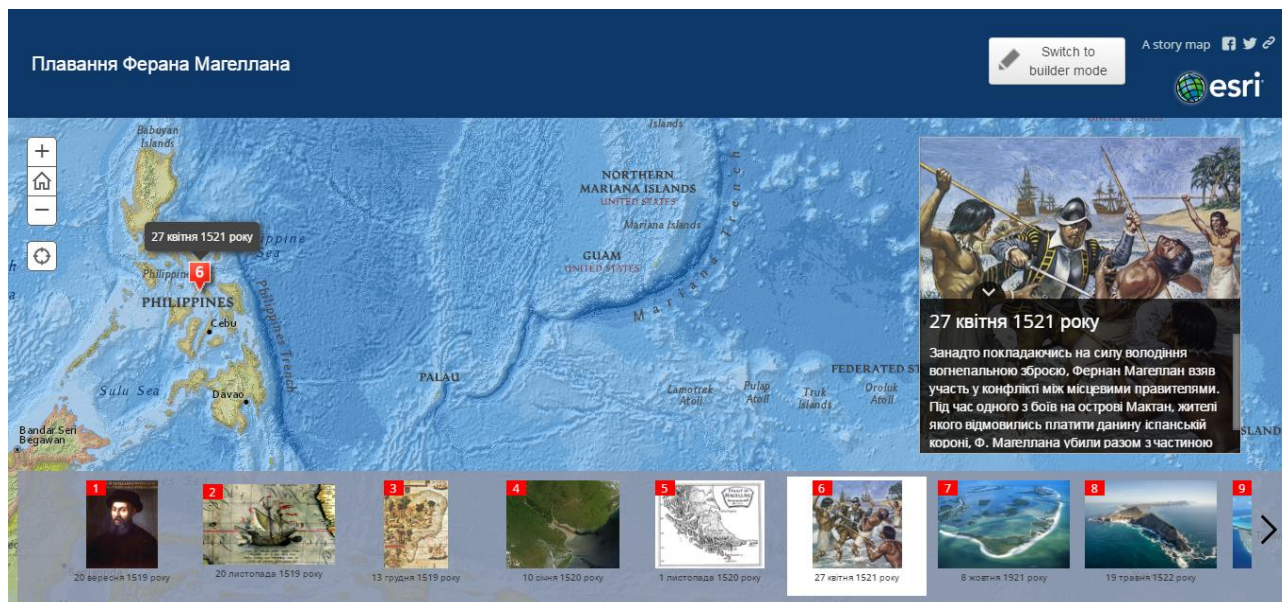 Плавання Ферана Магеллана
Switch to
builder mode
A story map
esri
Babuyan
Islands
Islands
NORTHERN
MARIANA ISLANDS
UNITED STATES
Mariana Islands
Mariana Trench
27 квітня 1521 року
ppine
Sea
GUAM
UNITED STATES
Philippine
6
PHILIPPINES
Philippines Trench
Cebu
PALAU
FEDERATED ST
Sulu Sea
Davao
Lamotrek
Atoll
Pulap
Atoll
Truk
Islands
Oroluk
Atoll
Bandar Seri
Begawan
SLAND
27 квітня 1521 року
Занадто покладаючись на силу володіння
вогнепальною зброєю, Фернан Магеллан взяв
участь у конфлікті між місцевими правителями.
Під час одного з боїв на острові Мактан, жителі
якого відмовились платити данину іспанській
короні, Ф. Магеллана убили разом з частиною
1
20 вересня 1519 року
2
20 листопада 1519 року
3
13 грудня 1519 року
4
10 січня 1520 року
5
1 листопада 1520 року
6
27 квітня 1521 року
7
8 жовтня 1921 року
8
19 травня 1522 року
9